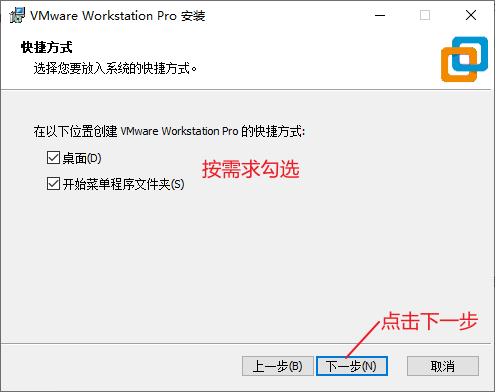 VMware Workstation Pro 安装
快捷方式
选择您要放入系统的快捷方式。
在以下位置创建 VMware Workstation Pro 的快捷方式:
桌面(D)
按需求勾选
开始菜单程序文件夹(S)
点击下一步
上一步(B) 下一步(N) 取消